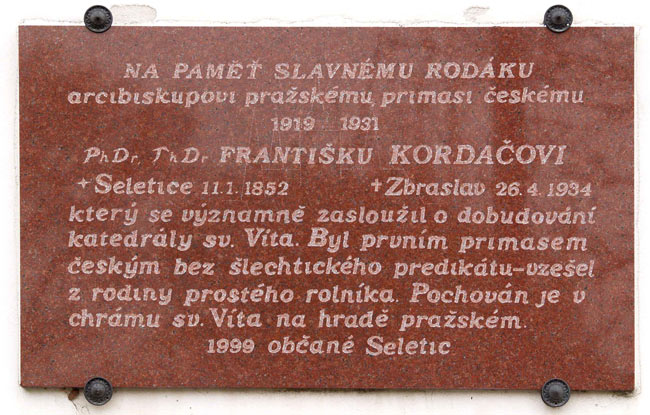 NA PAMĚŤ SLAVNÉMU RODÁKU
arcibiskupovi pražskému, primasi českému
1919 1931
PhDr. ThDr FRANTIŠKU KORDAČOVI
+Seletice 11.1.1852 +Zbraslav 26.4.1934
který se významně zasloužil o dobudování
katedrály sv. Víta. Byl prvním primasem
českým bez šlechtického predikátu-vzešel
z rodiny prostého rolníka. Pochován je v
chrámu sv. Víta na hradě pražském.
1999 občané Seletic